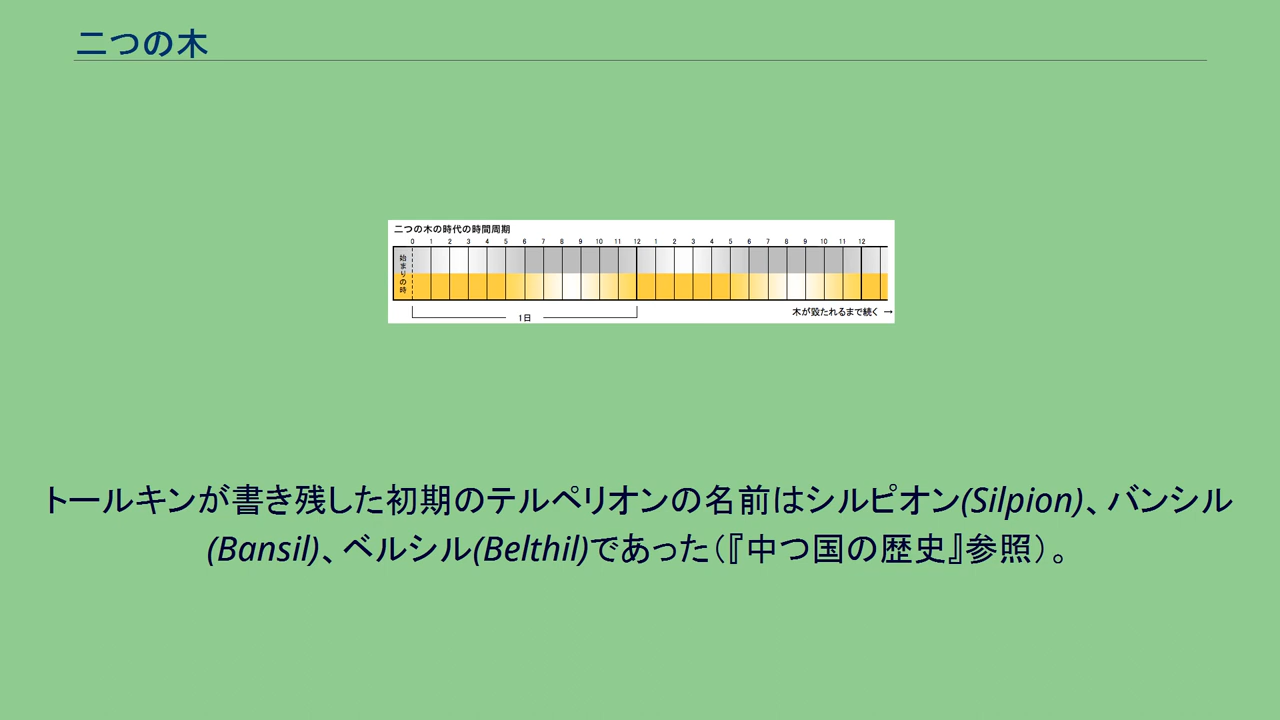 二つの木
二つの木の時代の時間周期
0 1 2 3 4 5 6 7 8 9 10 11 12 1 2 3 4 5 6 7 8 9 10 11 12
始まりの時
1日
木が毀たれるまで続く →
トールキンが書き残した初期のテルペリオンの名前はシルピオン(Silpion)、バンシル
(Bansil)、ベルシル(Belthil)であった（『中つ国の歴史』参照）。